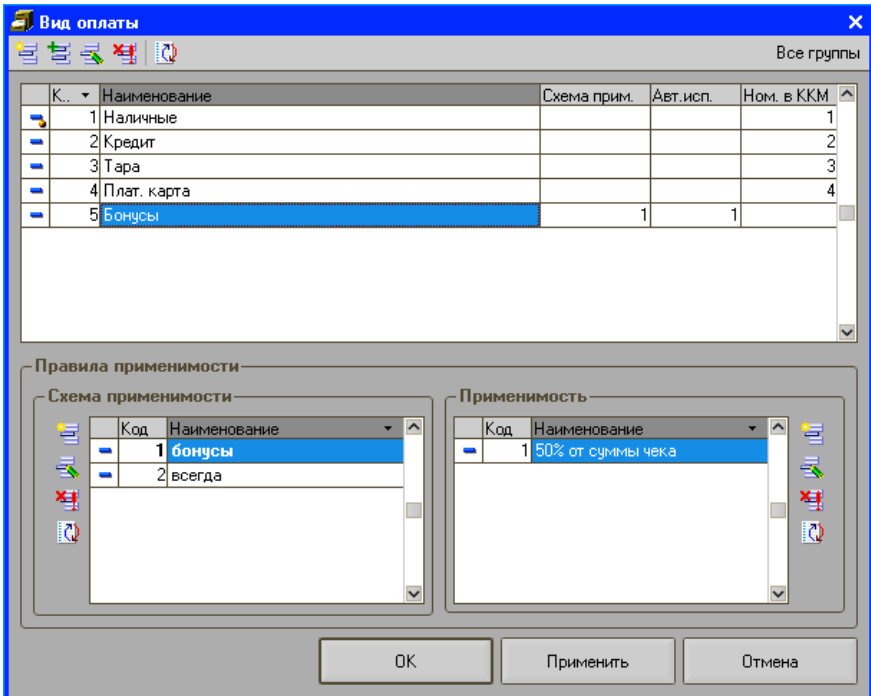 Вид оплаты
Все группы
К.. Наименование Схема прим. Авт.исп. Ном. в ККМ
1 Наличные 1
2 Кредит 2
3 Тара 3
4 Плат. карта 4
5 Бонусы 1 1
Правила применимости
Схема применимости
Код Наименование
1 бонусы
2 всегда
Применимость
Код Наименование
1 50% от суммы чека
OK Применить Отмена